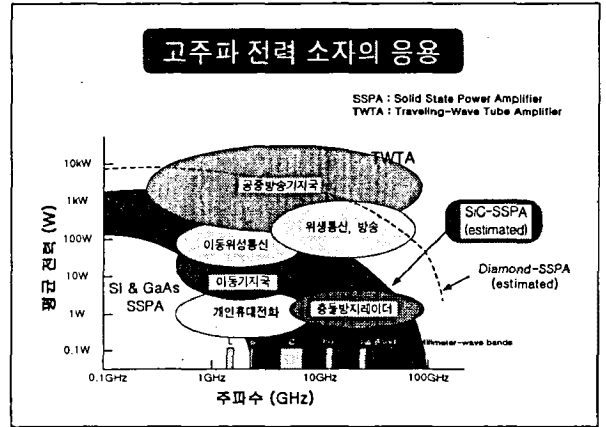 고주파 전력 소자의 응용
SSPA : Solid State Power Amplifier
TWTA : Traveling-Wave Tube Amplifier
TWTA
10kW
공중방송기지국
1kW
SiC-SSPA
(estimated)
위생통신, 방송
100W
이동위성통신
평균 전력 (W)
10W
이동기지국
Diamond-SSPA
(estimated)
Si & GaAs
SSPA
개인휴대전화
충돌방지레이더
1W
Millimeter-wave bands
0.1W
0.1GHz
1GHz
10GHz
100GHz
주파수 (GHz)